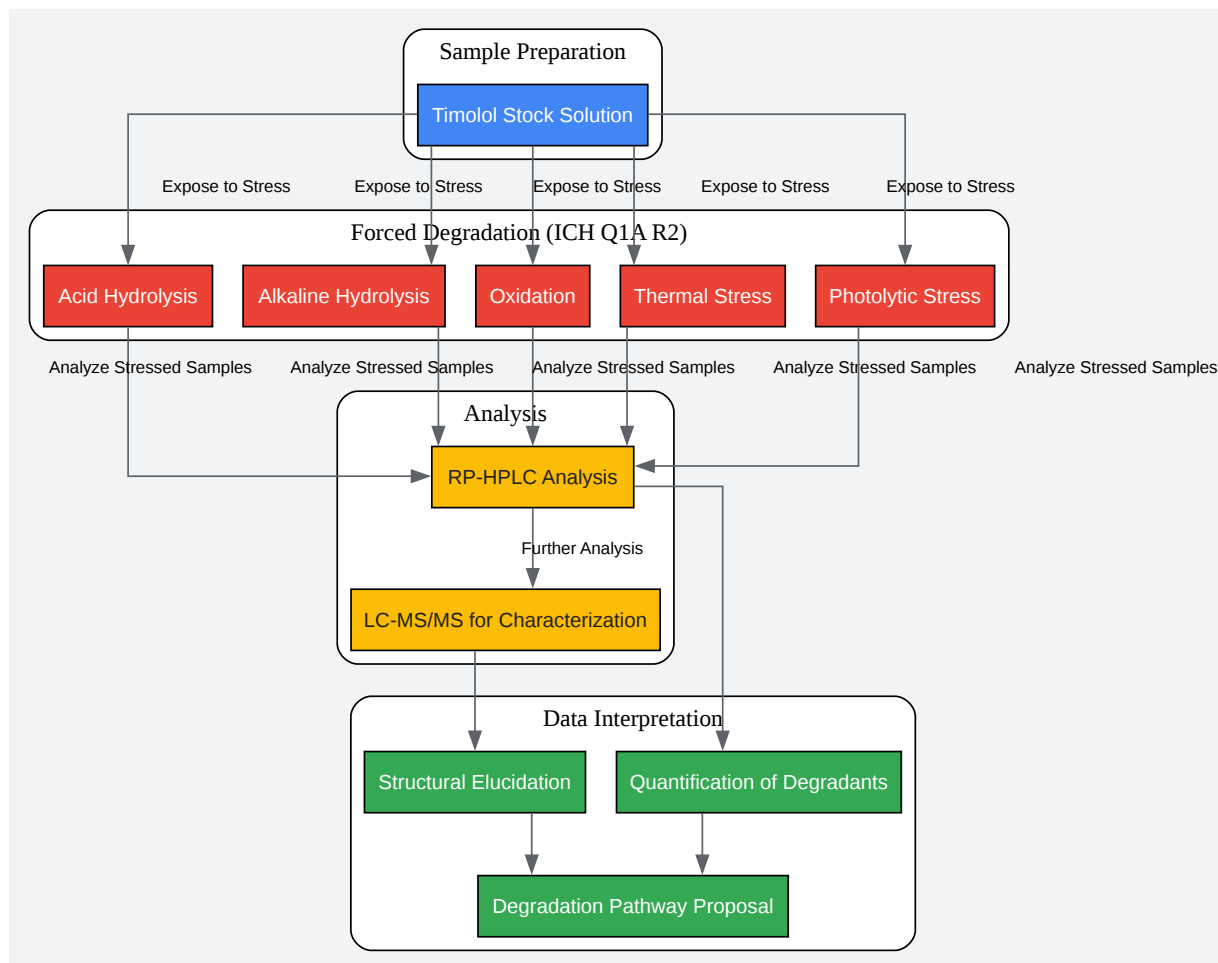 Sample Preparation
Timolol Stock Solution
Expose to Stress
Expose to Stress
Expose to Stress
Expose to Stress
Expose to Stress
Forced Degradation (ICH Q1A R2)
Acid Hydrolysis
Alkaline Hydrolysis
Oxidation
Thermal Stress
Photolytic Stress
Analyze Stressed Samples
Analyze Stressed Samples
Analyze Stressed Samples
Analyze Stressed Samples
Analyze Stressed Samples
Analysis
RP-HPLC Analysis
Further Analysis
LC-MS/MS for Characterization
Data Interpretation
Structural Elucidation
Quantification of Degradants
Degradation Pathway Proposal